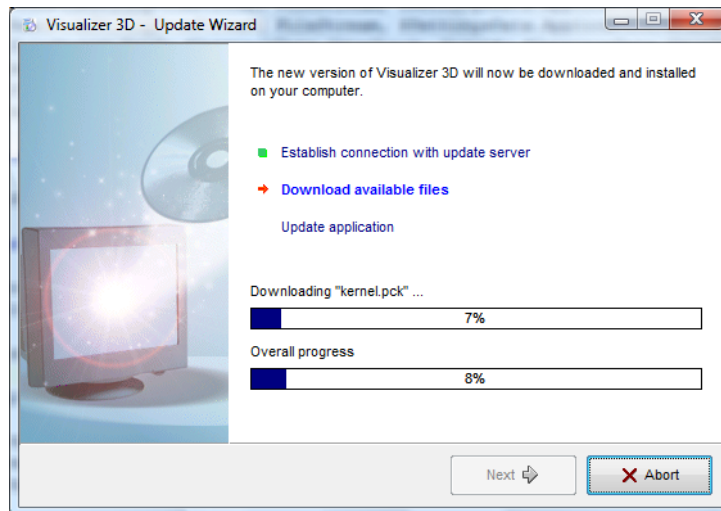 Visualizer 3D - Update Wizard
The new version of Visualizer 3D will now be downloaded and installed
on your computer.
Establish connection with update server
Download available files
Update application
Downloading "kernel.pck" ...
7%
Overall progress
8%
Next
Abort